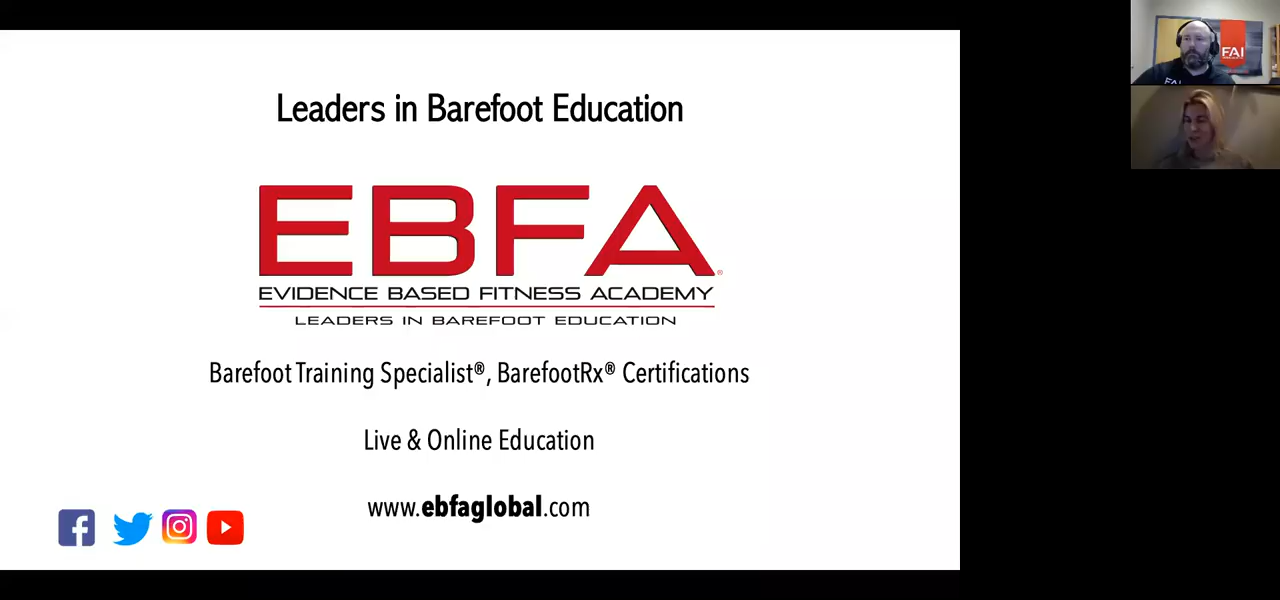 Leaders in Barefoot Education
EBFA®
EVIDENCE BASED FITNESS ACADEMY
LEADERS IN BAREFOOT EDUCATION
Barefoot Training Specialist®, BarefootRx® Certifications
Live & Online Education
www.ebfaglobal.com
FAI
FAI